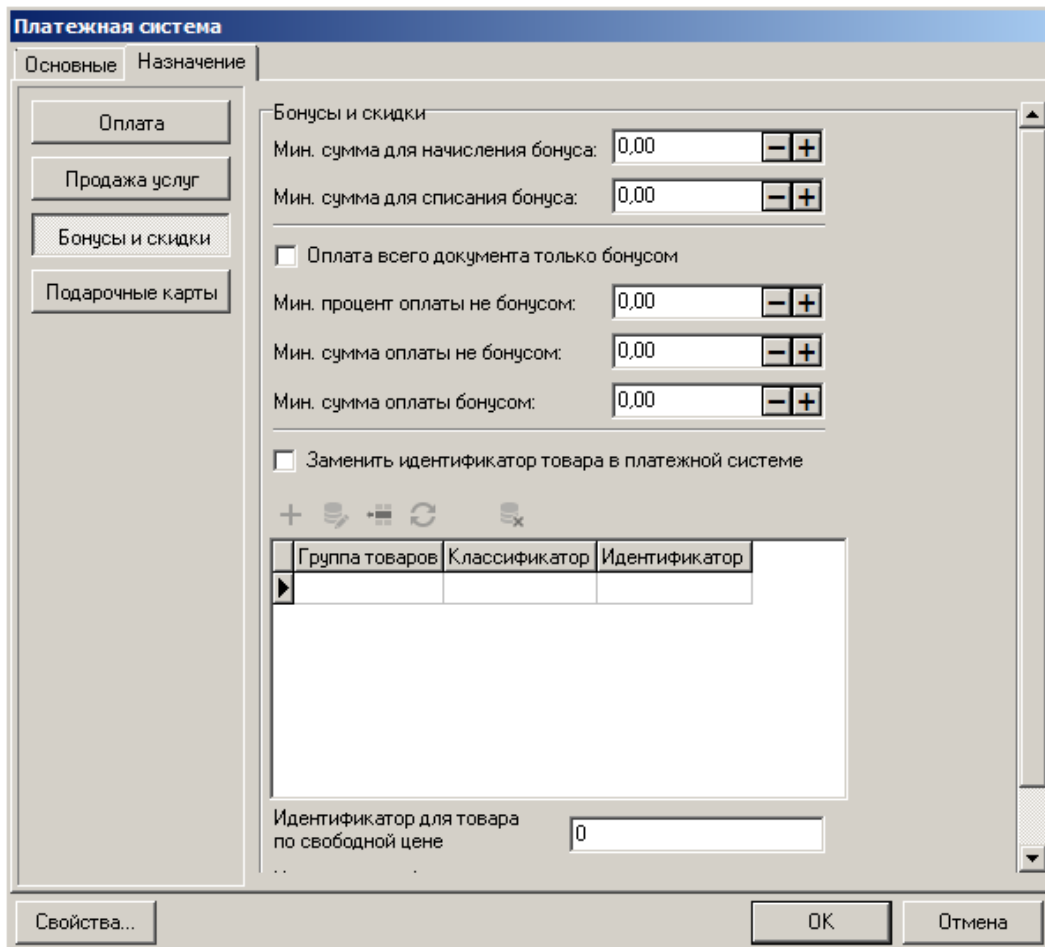 Платежная система
Основные Назначение
Оплата
Продажа услуг
Бонусы и скидки
Подарочные карты
Бонусы и скидки
Мин. сумма для начисления бонуса: 0,00
Мин. сумма для списания бонуса: 0,00
Оплата всего документа только бонусом
Мин. процент оплаты не бонусом: 0,00
Мин. сумма оплаты не бонусом: 0,00
Мин. сумма оплаты бонусом: 0,00
Заменить идентификатор товара в платежной системе
Группа товаров Классификатор Идентификатор
Идентификатор для товара
по свободной цене 0
Свойства... OK Отмена